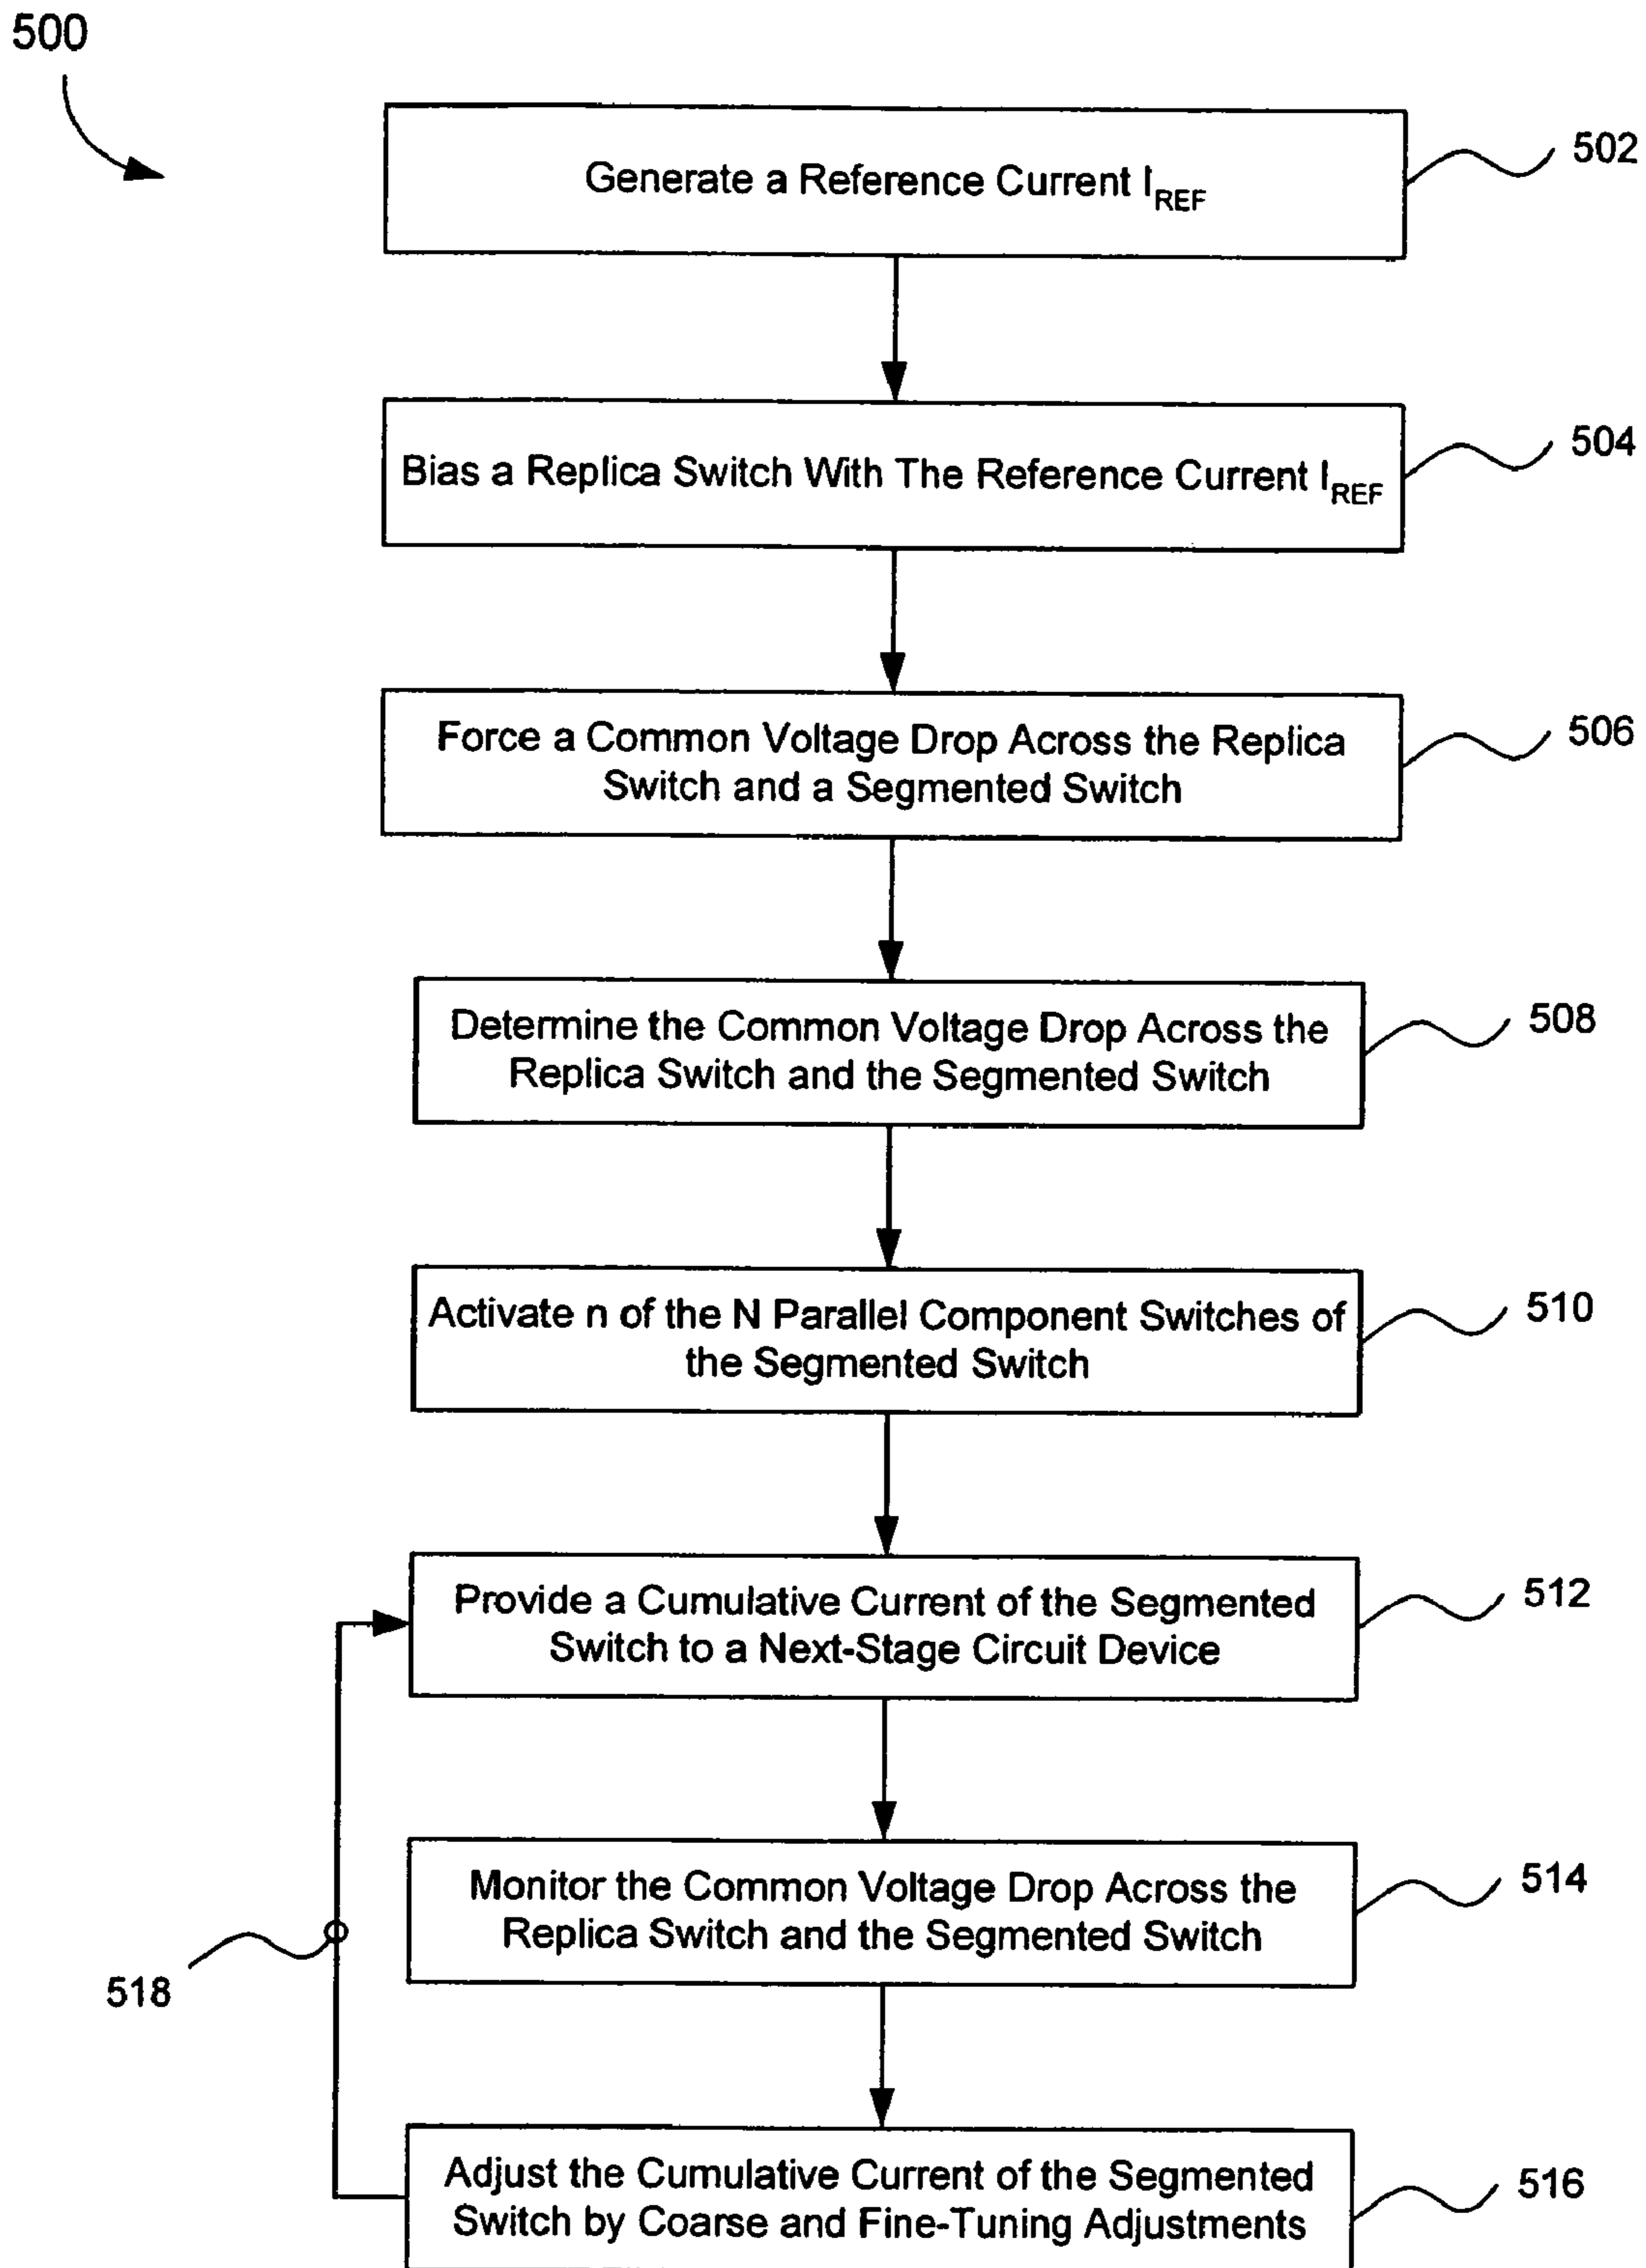 500
Generate a Reference Current I_REF
502
Bias a Replica Switch With The Reference Current I_REF
504
Force a Common Voltage Drop Across the Replica
Switch and a Segmented Switch
506
Determine the Common Voltage Drop Across the
Replica Switch and the Segmented Switch
508
Activate n of the N Parallel Component Switches of
the Segmented Switch
510
Provide a Cumulative Current of the Segmented
Switch to a Next-Stage Circuit Device
512
Monitor the Common Voltage Drop Across the
Replica Switch and the Segmented Switch
514
518
Adjust the Cumulative Current of the Segmented
Switch by Coarse and Fine-Tuning Adjustments
516